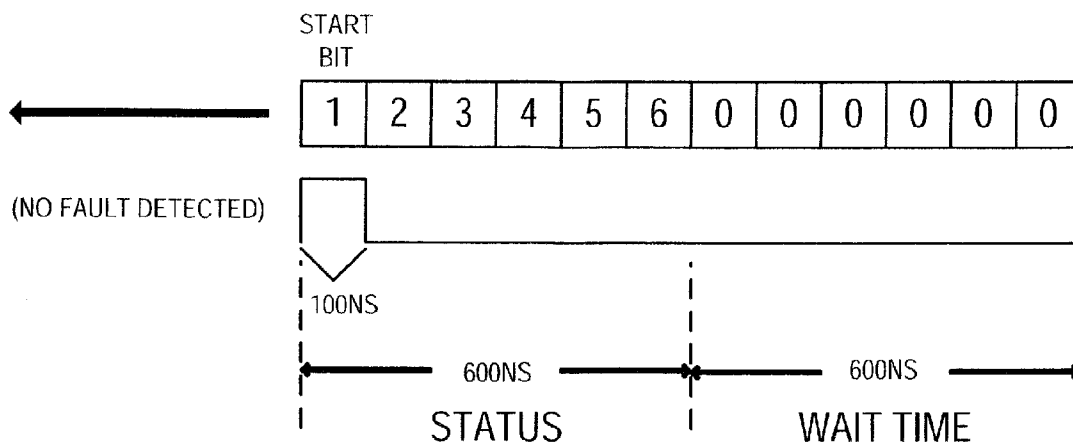 START
BIT
1 2 3 4 5 6 0 0 0 0 0 0
(NO FAULT DETECTED)
100NS
600NS 600NS
STATUS WAIT TIME